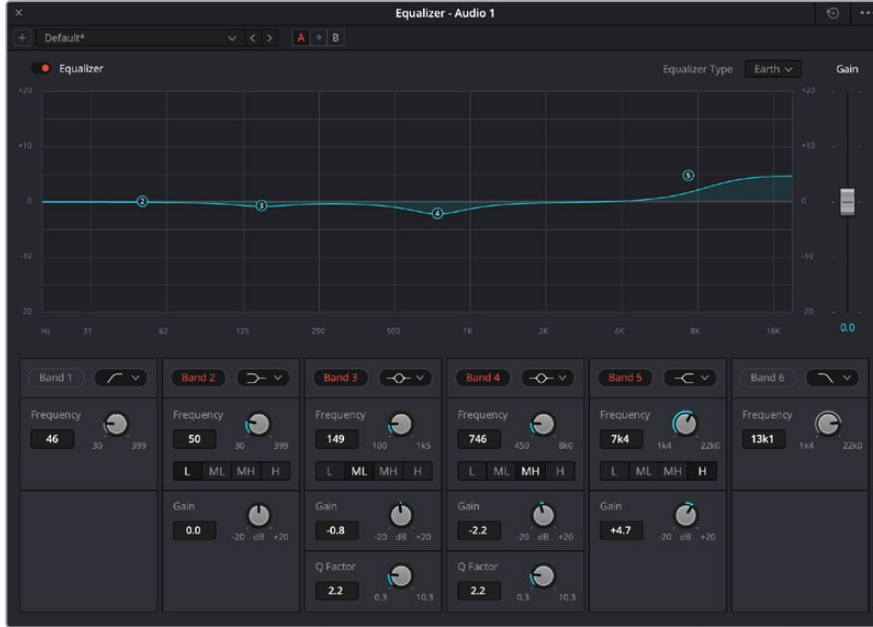 Equalizer - Audio 1
Default*
A B
Equalizer
Equalizer Type Earth Gain
+20 +20
+10 +10
0 0
2 3 4 5
-10 -10
-20 -20
Hz 31 62 125 250 500 1K 2K 4K 8K 16K
0.0
Band 1 Band 2 Band 3 Band 4 Band 5 Band 6
Frequency Frequency Frequency Frequency Frequency Frequency
46 50 149 746 7k4 13k1
30 399 30 399 100 1k5 450 8k0 1k4 22k0 1k4 22k0
L ML MH H L ML MH H L ML MH H L ML MH H
Gain Gain Gain Gain
0.0 -0.8 -2.2 +4.7
-20 dB +20 -20 dB +20 -20 dB +20 -20 dB +20
Q Factor Q Factor
2.2 2.2
0.3 10.3 0.3 10.3